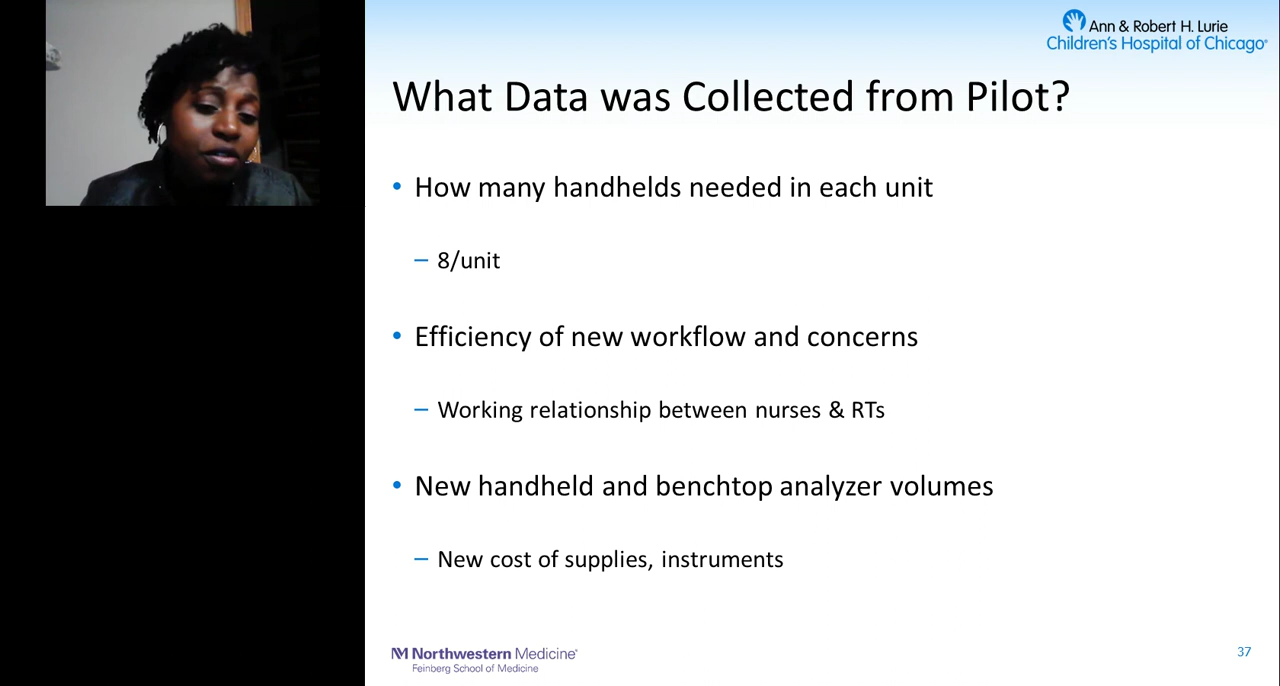 Ann & Robert H. Lurie
Children's Hospital of Chicago®
What Data was Collected from Pilot?
• How many handhelds needed in each unit
– 8/unit
• Efficiency of new workflow and concerns
– Working relationship between nurses & RTs
• New handheld and benchtop analyzer volumes
– New cost of supplies, instruments
NM Northwestern Medicine®
Feinberg School of Medicine
37